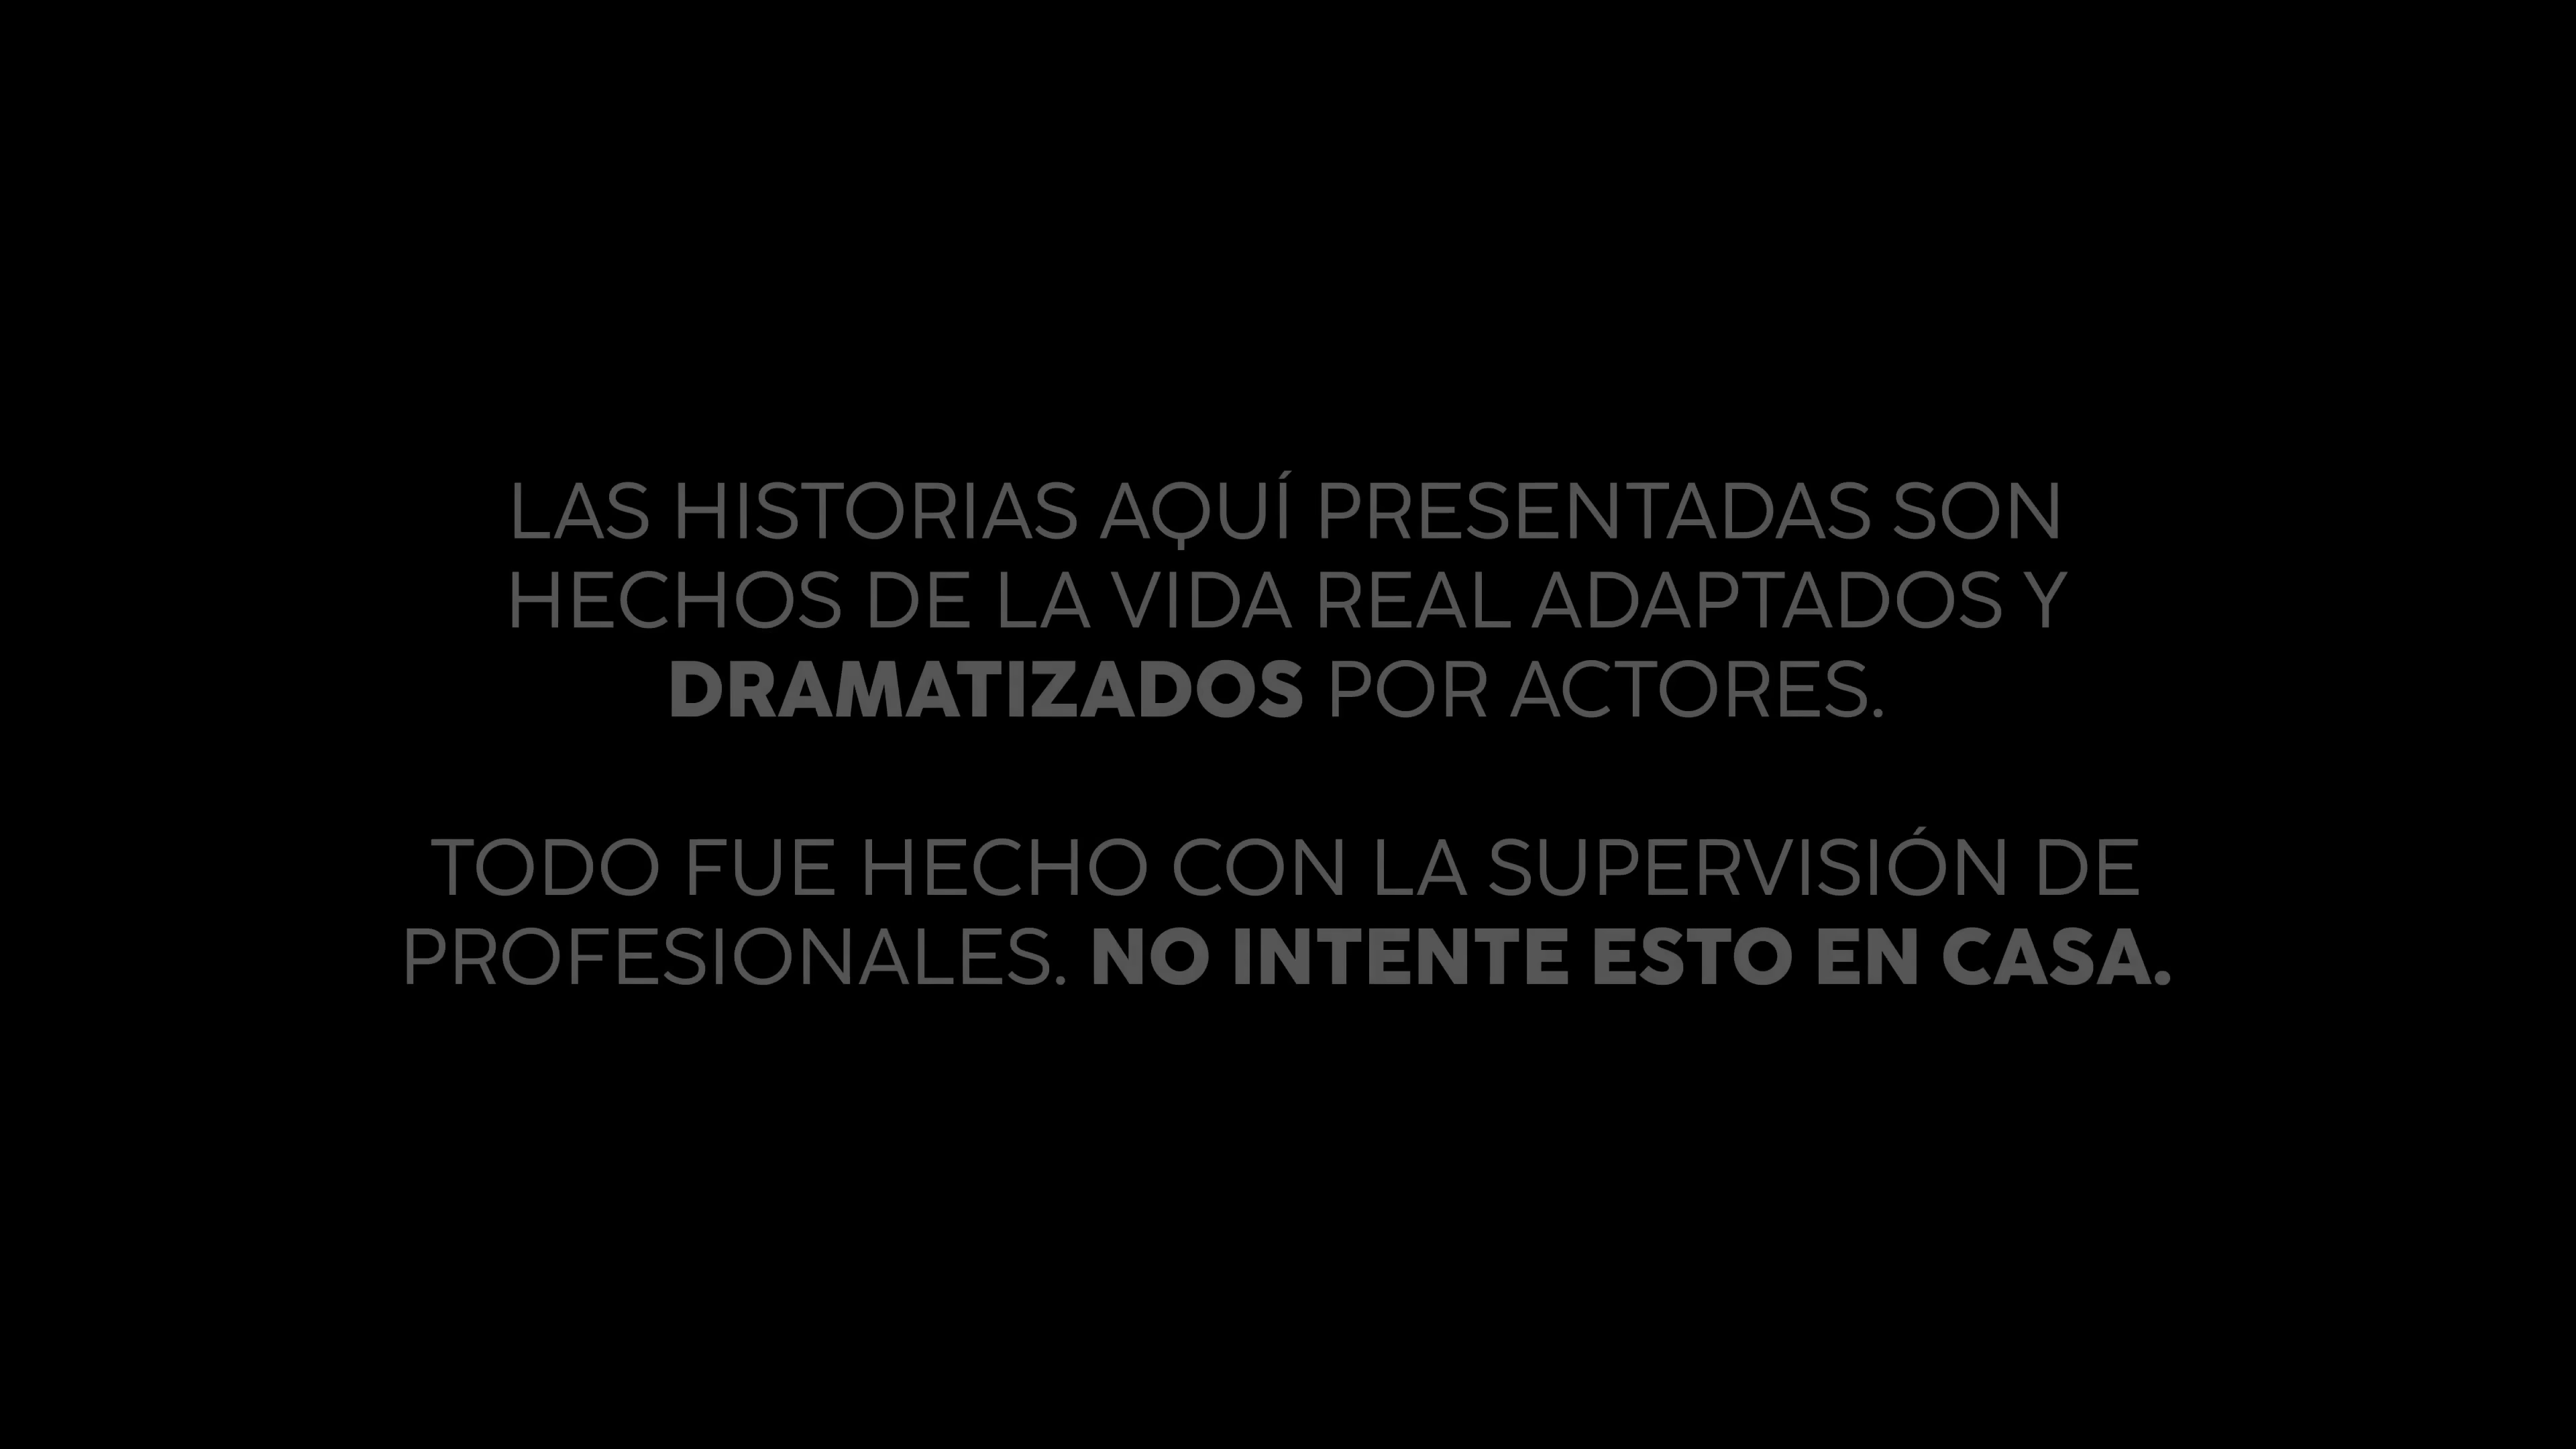 LAS HISTORIAS AQUÍ PRESENTADAS SON
HECHOS DE LA VIDA REAL ADAPTADOS Y
DRAMATIZADOS POR ACTORES.
TODO FUE HECHO CON LA SUPERVISIÓN DE
PROFESIONALES. NO INTENTE ESTO EN CASA.